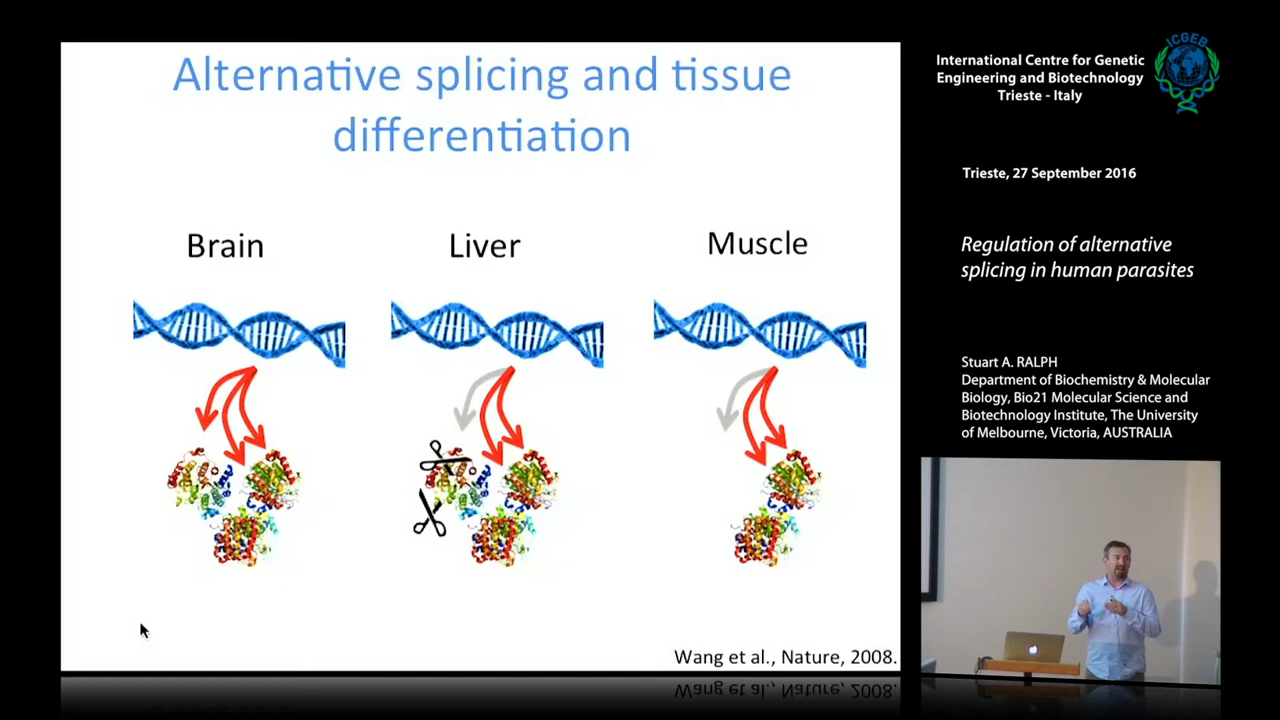 Alternative splicing and tissue
differentiation
Brain
Liver
Muscle
Wang et al., Nature, 2008.
ICGEB
International Centre for Genetic
Engineering and Biotechnology
Trieste - Italy
Trieste, 27 September 2016
Regulation of alternative
splicing in human parasites
Stuart A. RALPH
Department of Biochemistry & Molecular
Biology, Bio21 Molecular Science and
Biotechnology Institute, The University
of Melbourne, Victoria, AUSTRALIA